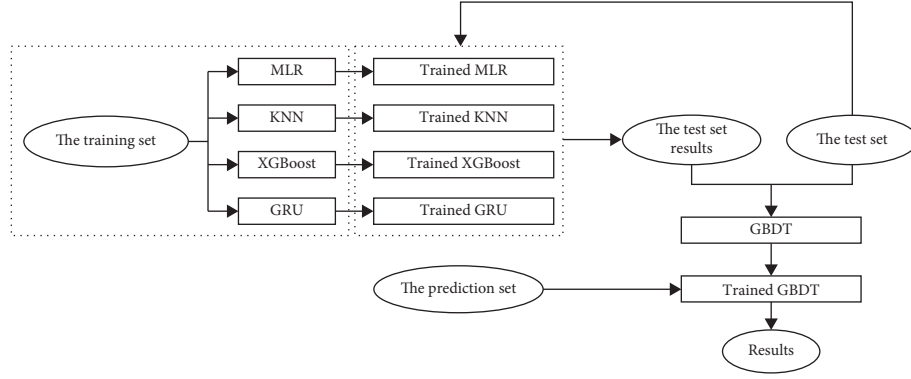 MLR
Trained MLR
KNN
Trained KNN
The training set
The test set
results
The test set
XGBoost
Trained XGBoost
GRU
Trained GRU
GBDT
The prediction set
Trained GBDT
Results